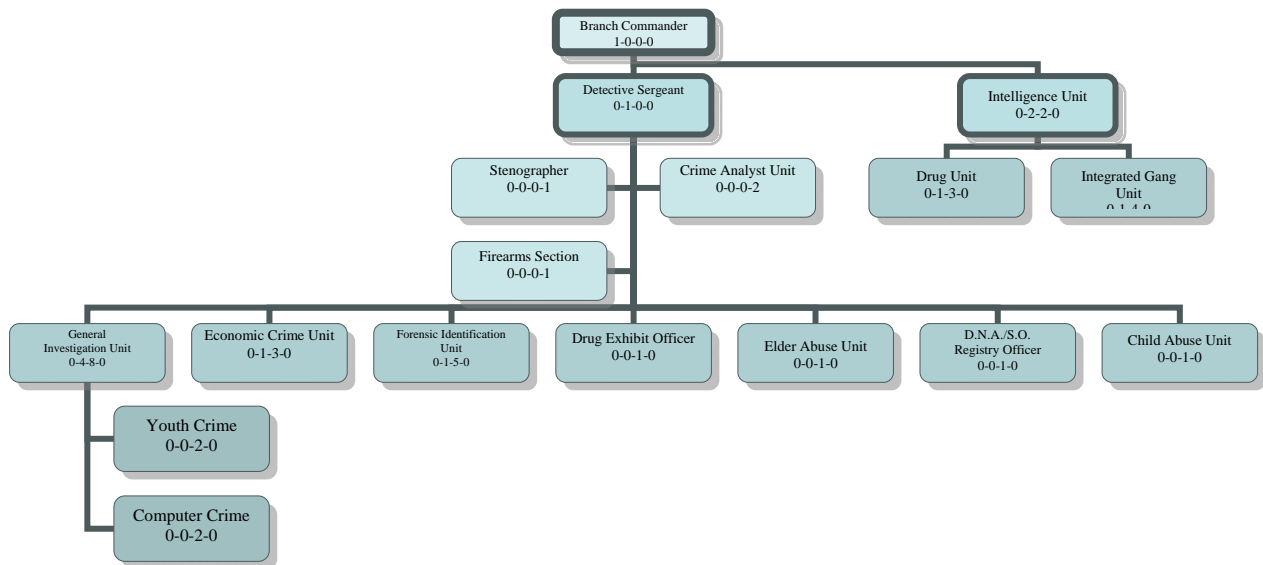 Branch Commander
1-0-0-0
Detective Sergeant
0-1-0-0
Intelligence Unit
0-2-2-0
Stenographer
0-0-0-1
Crime Analyst Unit
0-0-0-2
Drug Unit
0-1-3-0
Integrated Gang
Unit
0-1-4-0
Firearms Section
0-0-0-1
General
Investigation Unit
0-4-8-0
Economic Crime Unit
0-1-3-0
Forensic Identification
Unit
0-1-5-0
Drug Exhibit Officer
0-0-1-0
Elder Abuse Unit
0-0-1-0
D.N.A./S.O.
Registry Officer
0-0-1-0
Child Abuse Unit
0-0-1-0
Youth Crime
0-0-2-0
Computer Crime
0-0-2-0